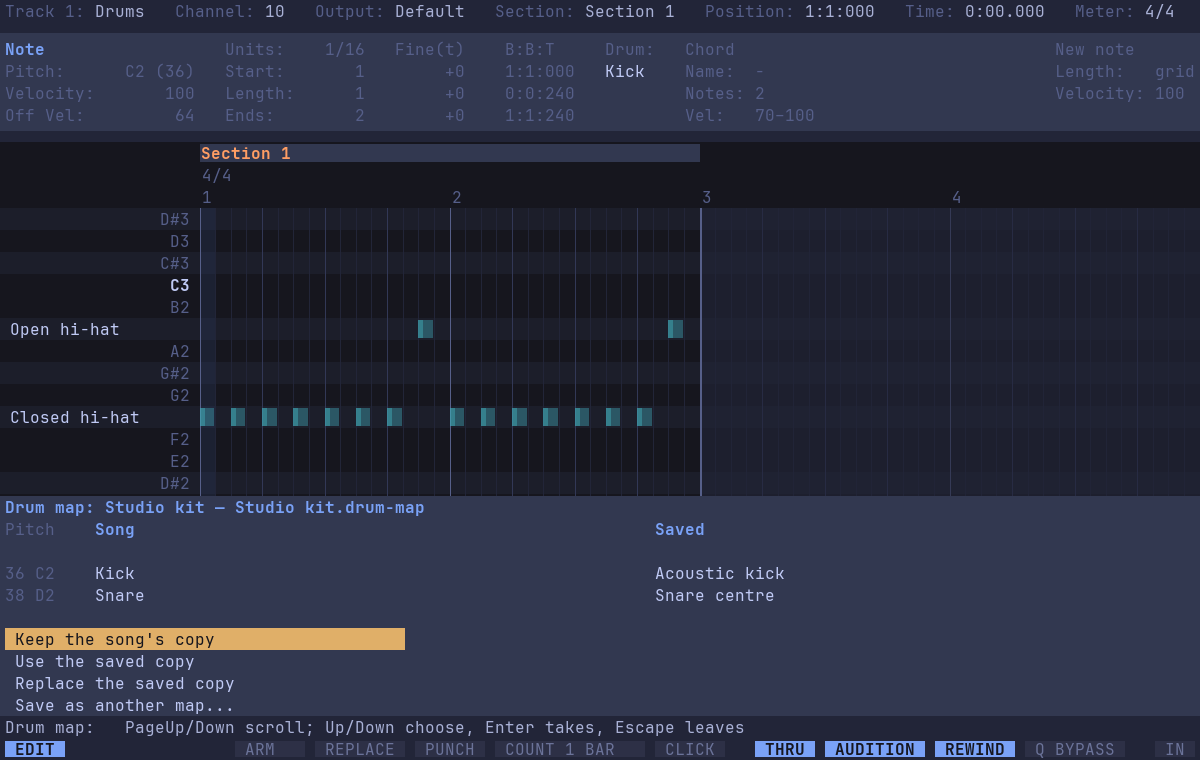 Track 1: Drums Channel: 10 Output: Default Section: Section 1 Position: 1:1:000 Time: 0:00.000 Meter: 4/4
Note Units: 1/16 Fine(t) B:B:T Drum: Chord New note
Pitch: C2 (36) Start: 1 +0 1:1:000 Kick Name: - Length: grid
Velocity: 100 Length: 1 +0 0:0:240 Notes: 2 Velocity: 100
Off Vel: 64 Ends: 2 +0 1:1:240 Vel: 70–100
Section 1
4/4
1 2 3 4
D#3
D3
C#3
C3
B2
Open hi-hat
A2
G#2
G2
Closed hi-hat
F2
E2
D#2
Drum map: Studio kit — Studio kit.drum-map
Pitch Song Saved
36 C2 Kick Acoustic kick
38 D2 Snare Snare centre
Keep the song's copy
Use the saved copy
Replace the saved copy
Save as another map...
Drum map: PageUp/Down scroll; Up/Down choose, Enter takes, Escape leaves
EDIT ARM REPLACE PUNCH COUNT 1 BAR CLICK THRU AUDITION REWIND Q BYPASS IN